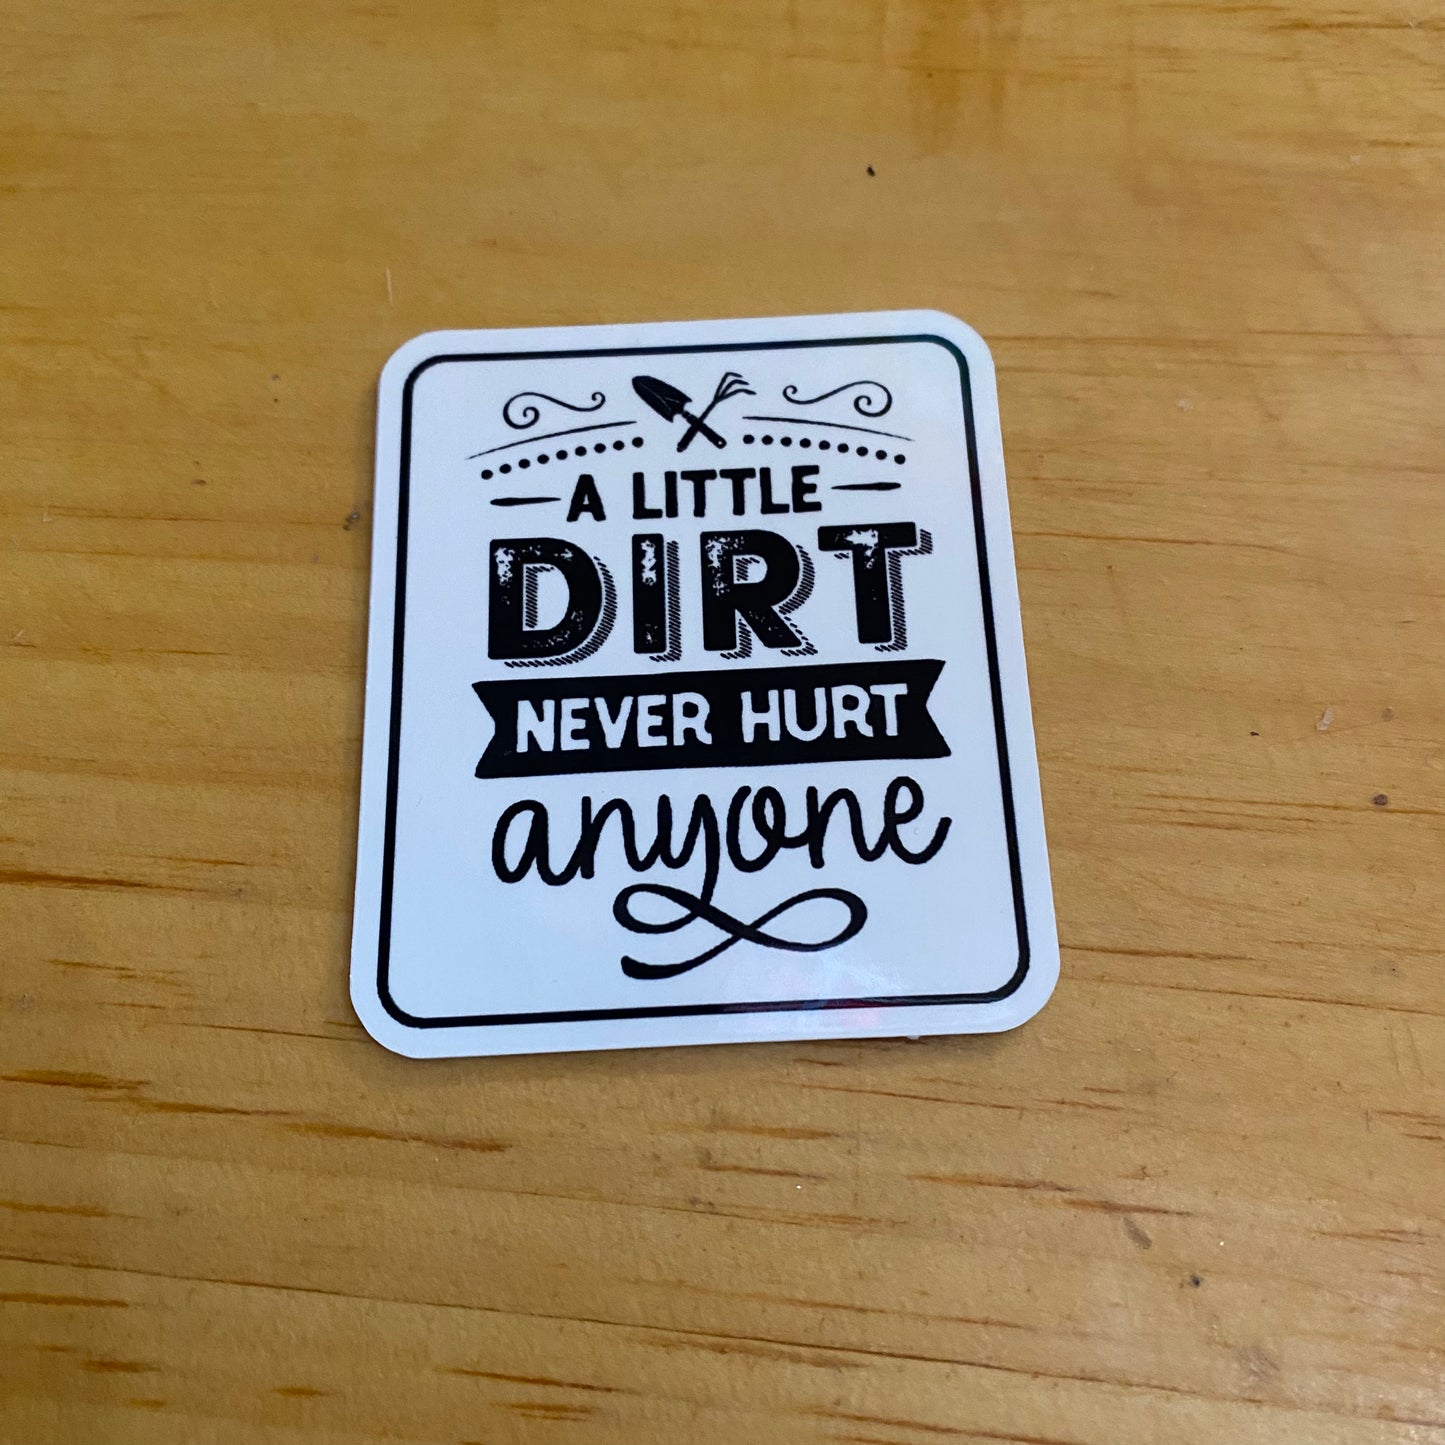 A LITTLE
DIRT
NEVER HURT
anyone